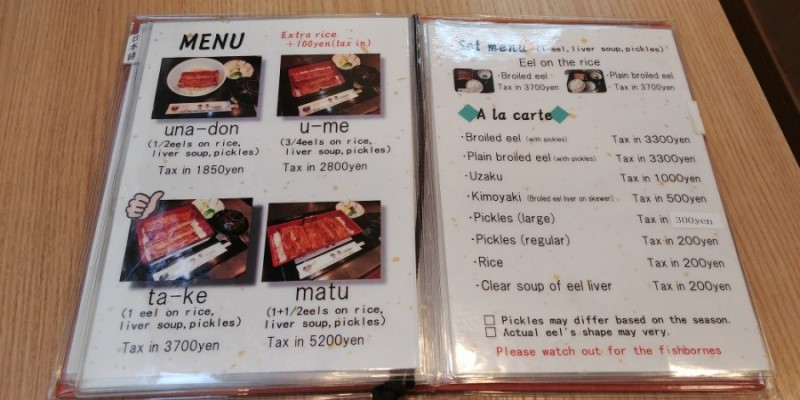 日本語
MENU
Extra rice
+100yen(tax in)
una-don
(1/2eels on rice,
liver soup,pickles)
Tax in 1850yen
u-me
(3/4eels on rice,
liver soup,pickles)
Tax in 2800yen
ta-ke
(1 eel on rice,
liver soup,pickles)
Tax in 3700yen
matu
(1+1/2eels on rice,
liver soup,pickles)
Tax in 5200yen
Set menu (1 eel, liver soup, pickles)
Eel on the rice
・Broiled eel
Tax in 3700yen
・Plain broiled eel
Tax in 3700yen
A la carte
・Broiled eel (with pickles) Tax in 3300yen
・Plain broiled eel (with pickles) Tax in 3300yen
・Uzaku Tax in 1,000yen
・Kimoyaki (Broiled eel liver on skewer) Tax in 500yen
・Pickles (large) Tax in 300yen
・Pickles (regular) Tax in 200yen
・Rice Tax in 200yen
・Clear soup of eel liver Tax in 200yen
□ Pickles may differ based on the season.
□ Actual eel's shape may very.
Please watch out for the fishbornes